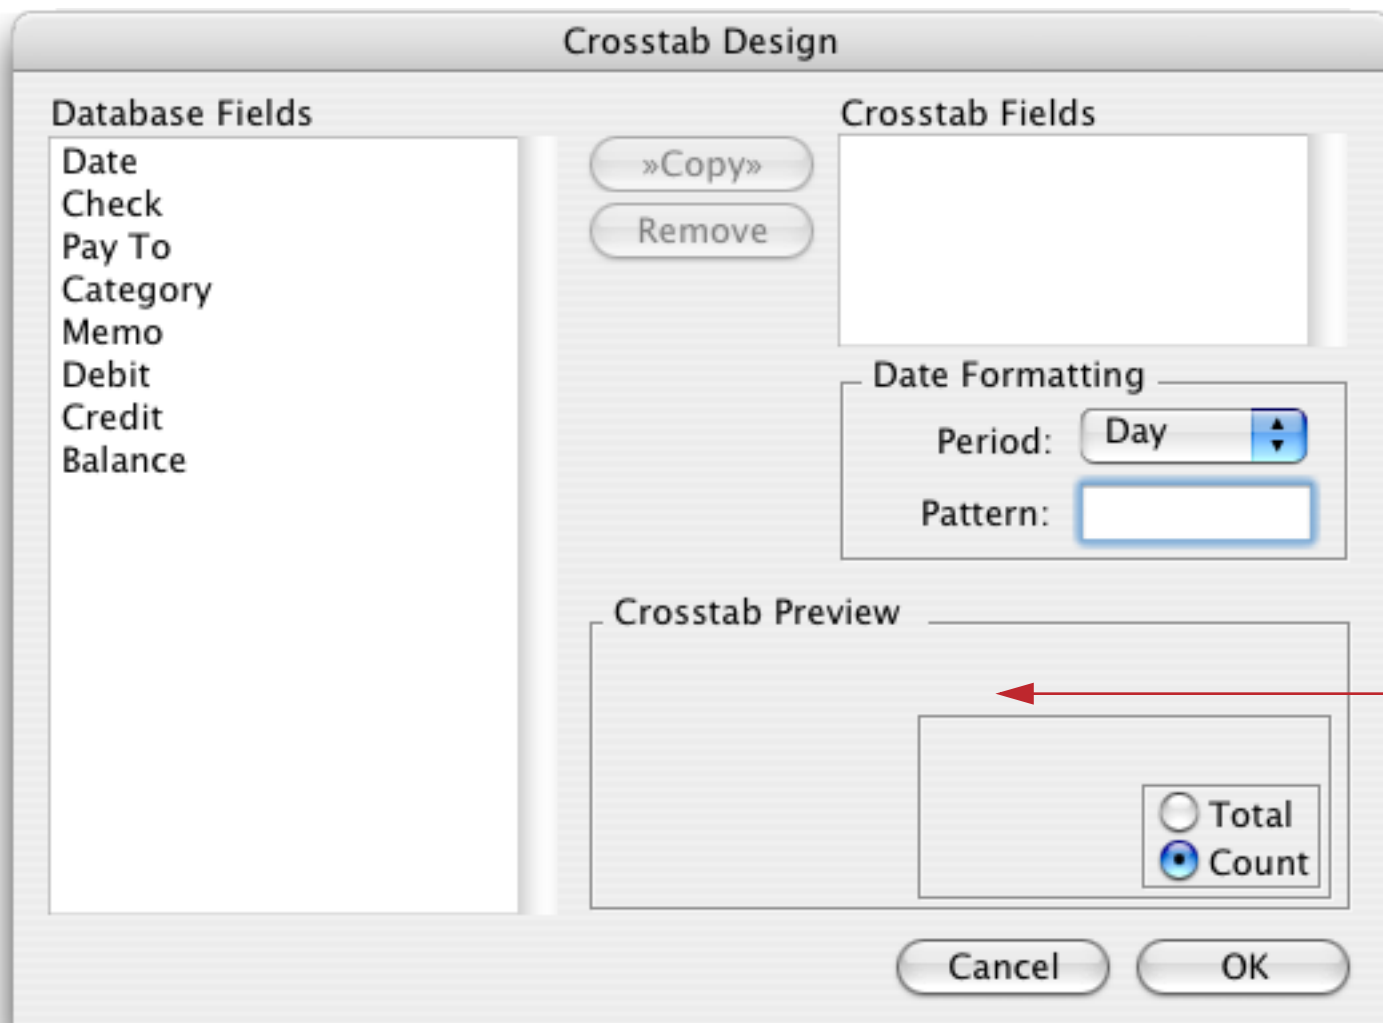 Crosstab Design
Database Fields
Date
Check
Pay To
Category
Memo
Debit
Credit
Balance
»Copy»
Remove
Crosstab Fields
Date Formatting
Period: Day
Pattern:
Crosstab Preview
Total
Count
Cancel
OK